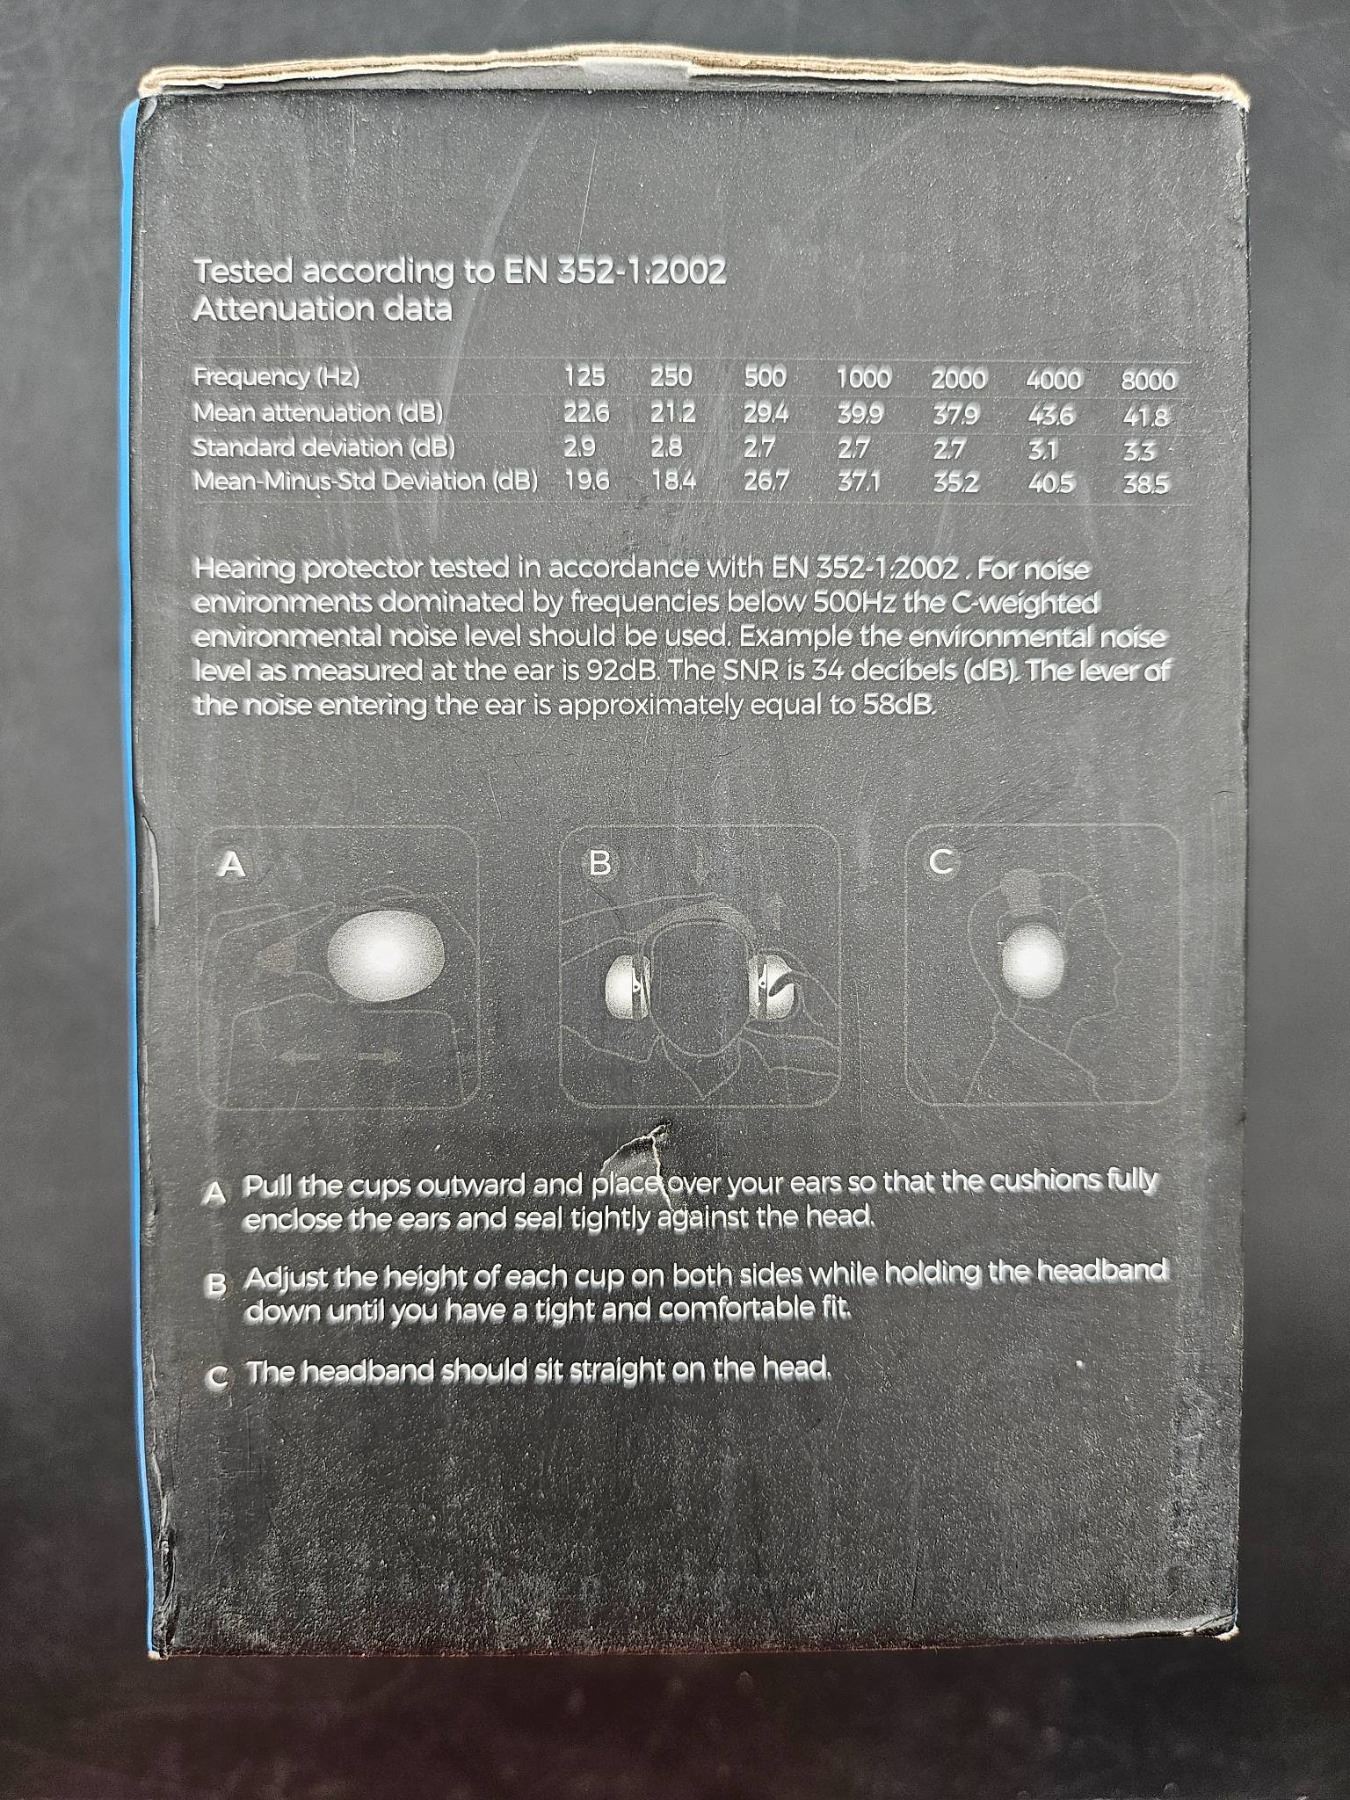 Tested according to EN 352-1:2002
Attenuation data
Frequency (Hz) 125 250 500 1000 2000 4000 8000
Mean attenuation (dB) 22.6 21.2 29.4 39.9 37.9 43.6 41.8
Standard deviation (dB) 2.9 2.8 2.7 2.7 2.7 3.1 3.3
Mean-Minus-Std Deviation (dB) 19.6 18.4 26.7 37.1 35.2 40.5 38.5
Hearing protector tested in accordance with EN 352-1:2002 . For noise
environments dominated by frequencies below 500Hz the C-weighted
environmental noise level should be used. Example the environmental noise
level as measured at the ear is 92dB. The SNR is 34 decibels (dB). The lever of
the noise entering the ear is approximately equal to 58dB.
A B C
A Pull the cups outward and place over your ears so that the cushions fully
enclose the ears and seal tightly against the head.
B Adjust the height of each cup on both sides while holding the headband
down until you have a tight and comfortable fit.
C The headband should sit straight on the head.